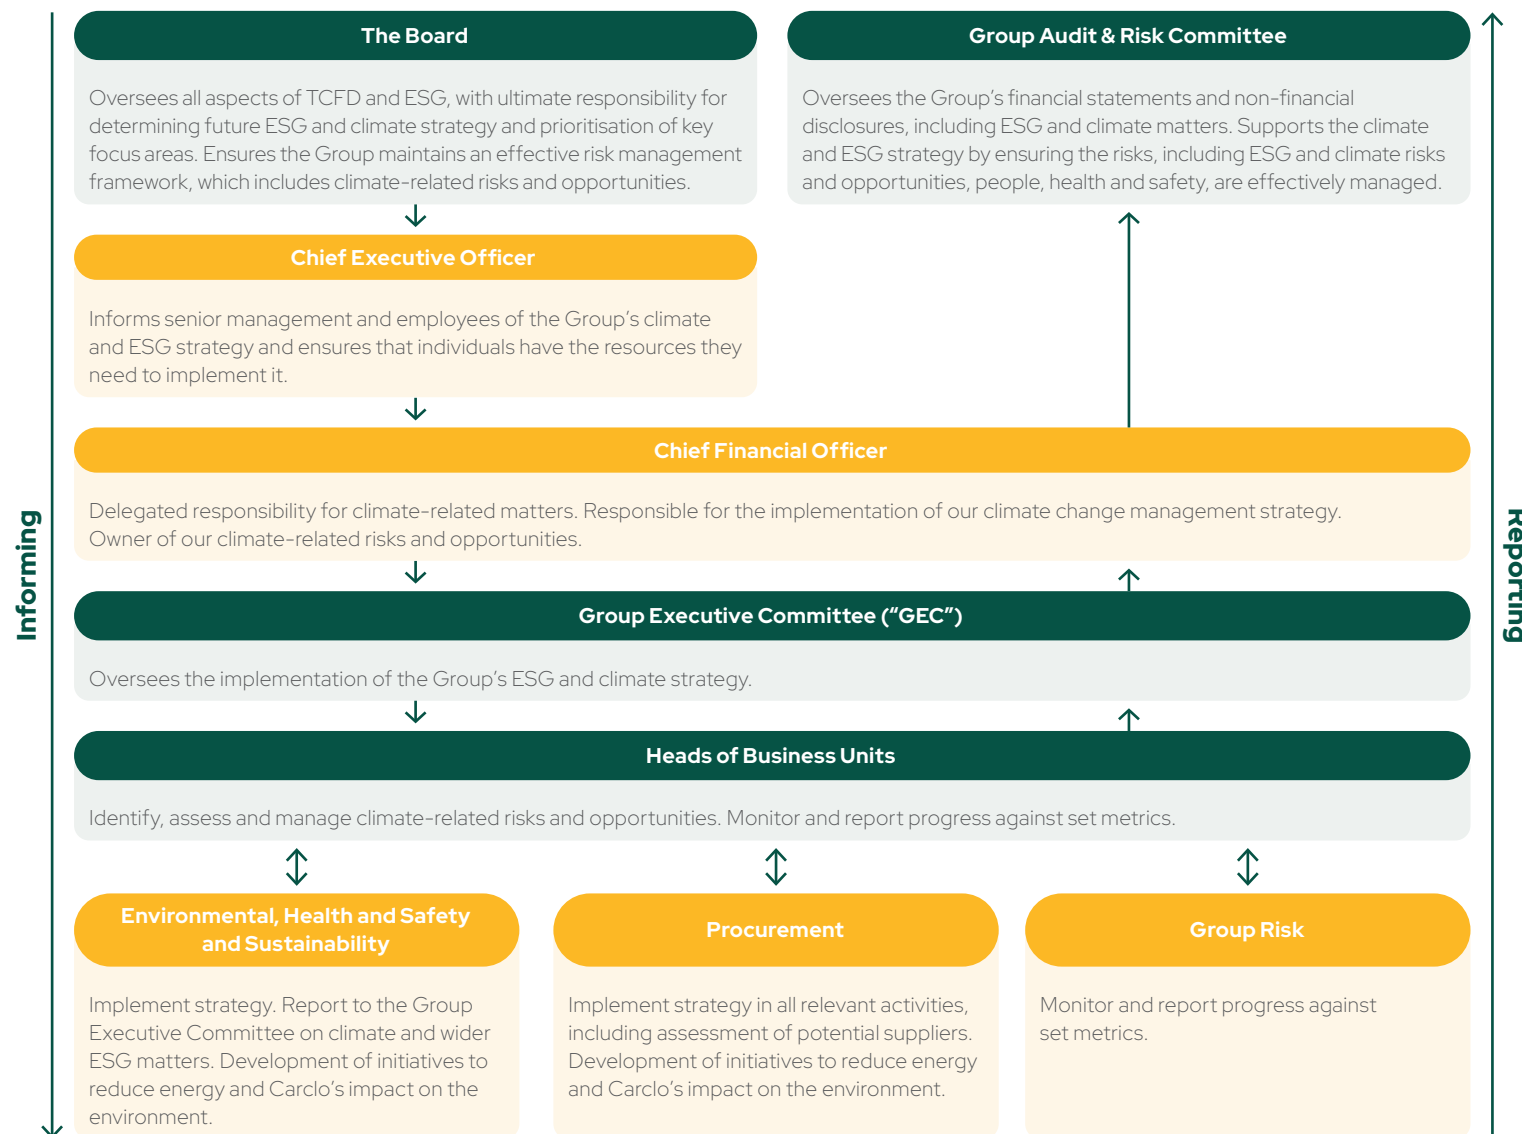 The Board
Oversees all aspects of TCFD and ESG, with ultimate responsibility for
determining future ESG and climate strategy and prioritisation of key
focus areas. Ensures the Group maintains an effective risk management
framework, which includes climate-related risks and opportunities.
Group Audit & Risk Committee
Oversees the Group's financial statements and non-financial
disclosures, including ESG and climate matters. Supports the climate
and ESG strategy by ensuring the risks, including ESG and climate risks
and opportunities, people, health and safety, are effectively managed.
Chief Executive Officer
Informs senior management and employees of the Group's climate
and ESG strategy and ensures that individuals have the resources they
need to implement it.
Chief Financial Officer
Delegated responsibility for climate-related matters. Responsible for the implementation of our climate change management strategy.
Owner of our climate-related risks and opportunities.
Informing
Reporting
Group Executive Committee (“GEC”)
Oversees the implementation of the Group's ESG and climate strategy.
Heads of Business Units
Identify, assess and manage climate-related risks and opportunities. Monitor and report progress against set metrics.
Environmental, Health and Safety
and Sustainability
Implement strategy. Report to the Group
Executive Committee on climate and wider
ESG matters. Development of initiatives to
reduce energy and Carclo's impact on the
environment.
Procurement
Implement strategy in all relevant activities,
including assessment of potential suppliers.
Development of initiatives to reduce energy
and Carclo's impact on the environment.
Group Risk
Monitor and report progress against
set metrics.